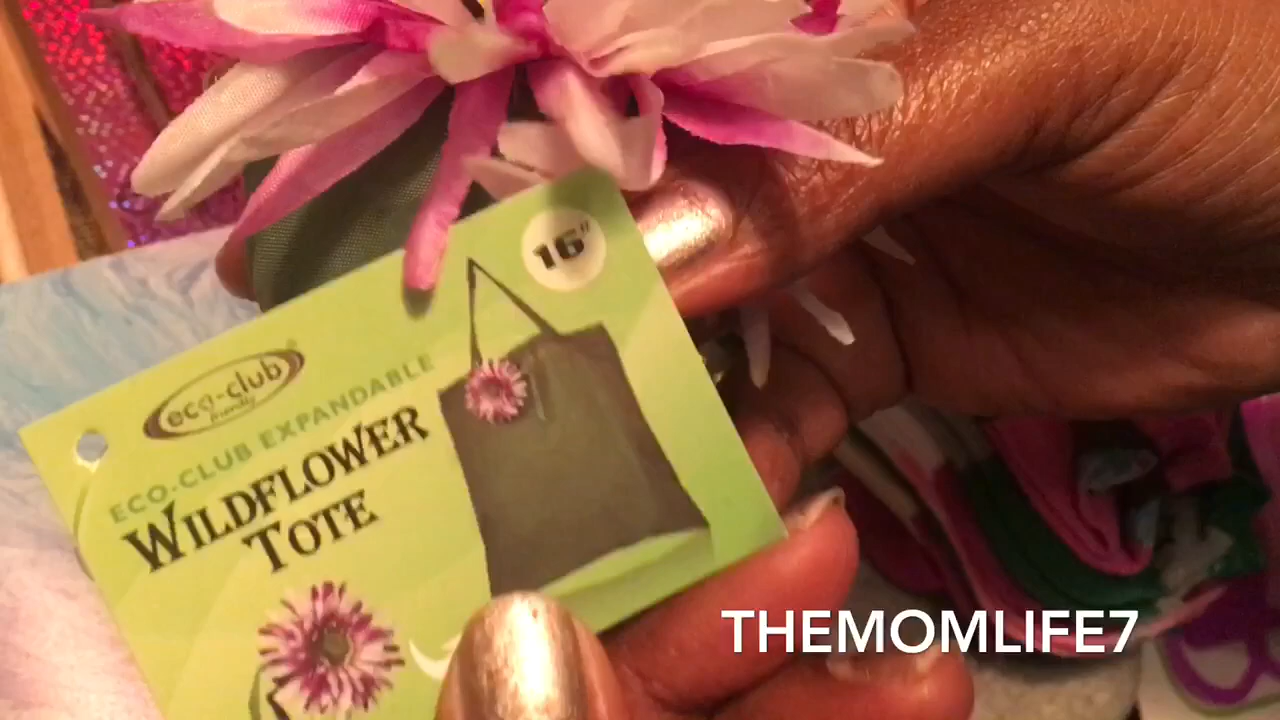 16"
eco-club
friendly
ECO-CLUB EXPANDABLE
WILDFLOWER
TOTE
THEMOMLIFE7